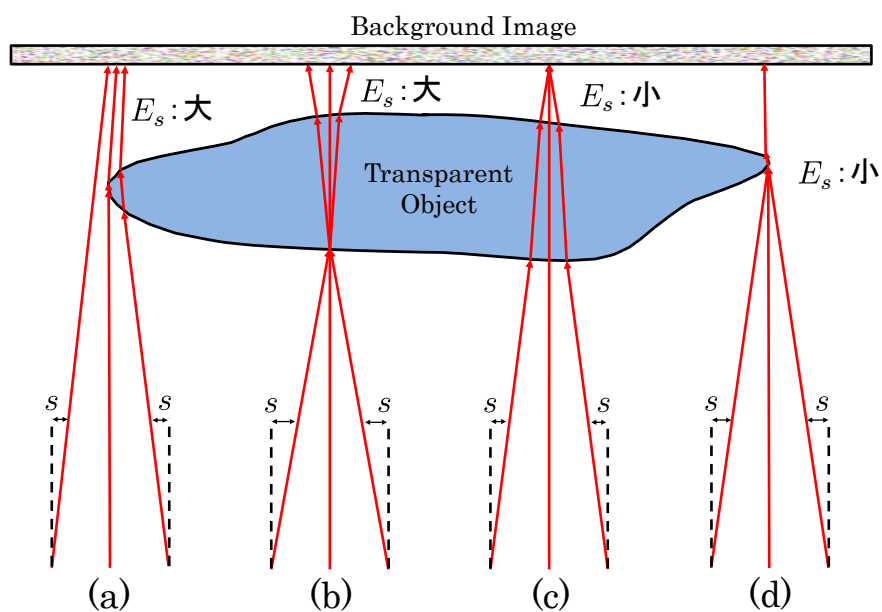 Background Image
E_s : 大
E_s : 大
E_s : 小
Transparent
Object
E_s : 小
s
s
s
s
s
s
s
s
(a)
(b)
(c)
(d)